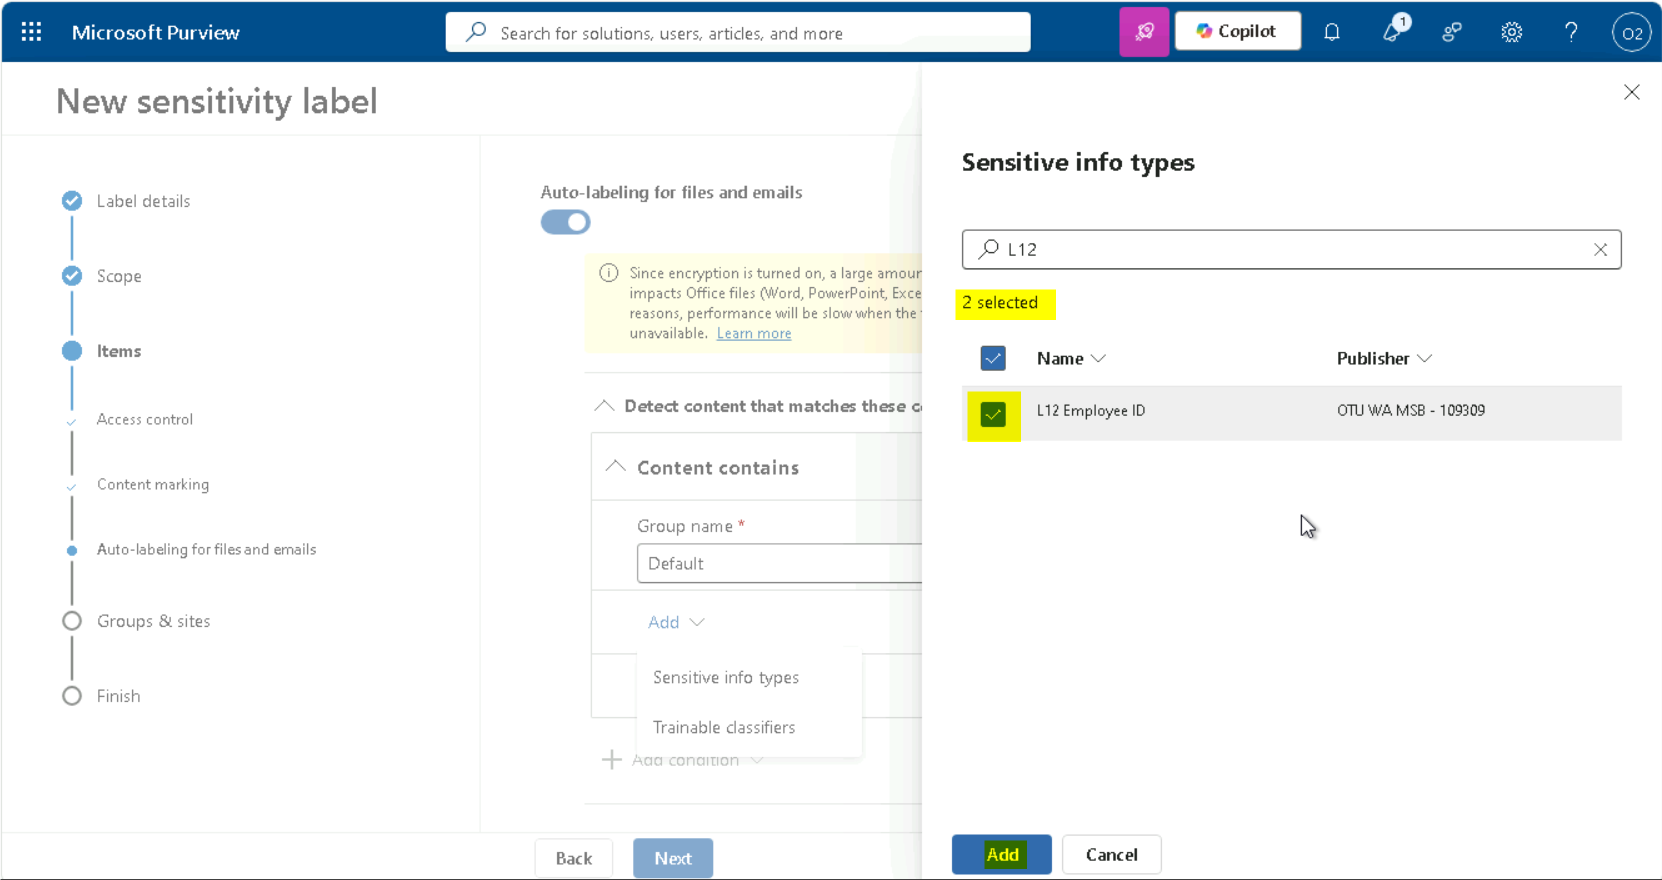 Microsoft Purview
Search for solutions, users, articles, and more
Copilot
1
?
O2
New sensitivity label
Label details
Scope
Items
Access control
Content marking
Auto-labeling for files and emails
Groups & sites
Finish
Auto-labeling for files and emails
Since encryption is turned on, a large amour
impacts Office files (Word, PowerPoint, Exce
reasons, performance will be slow when the
unavailable. Learn more
Detect content that matches these c
Content contains
Group name *
Default
Add
Sensitive info types
Trainable classifiers
Add condition
Back
Next
Sensitive info types
L12
2 selected
Name
Publisher
L12 Employee ID
OTU WA MSB - 109309
Add
Cancel